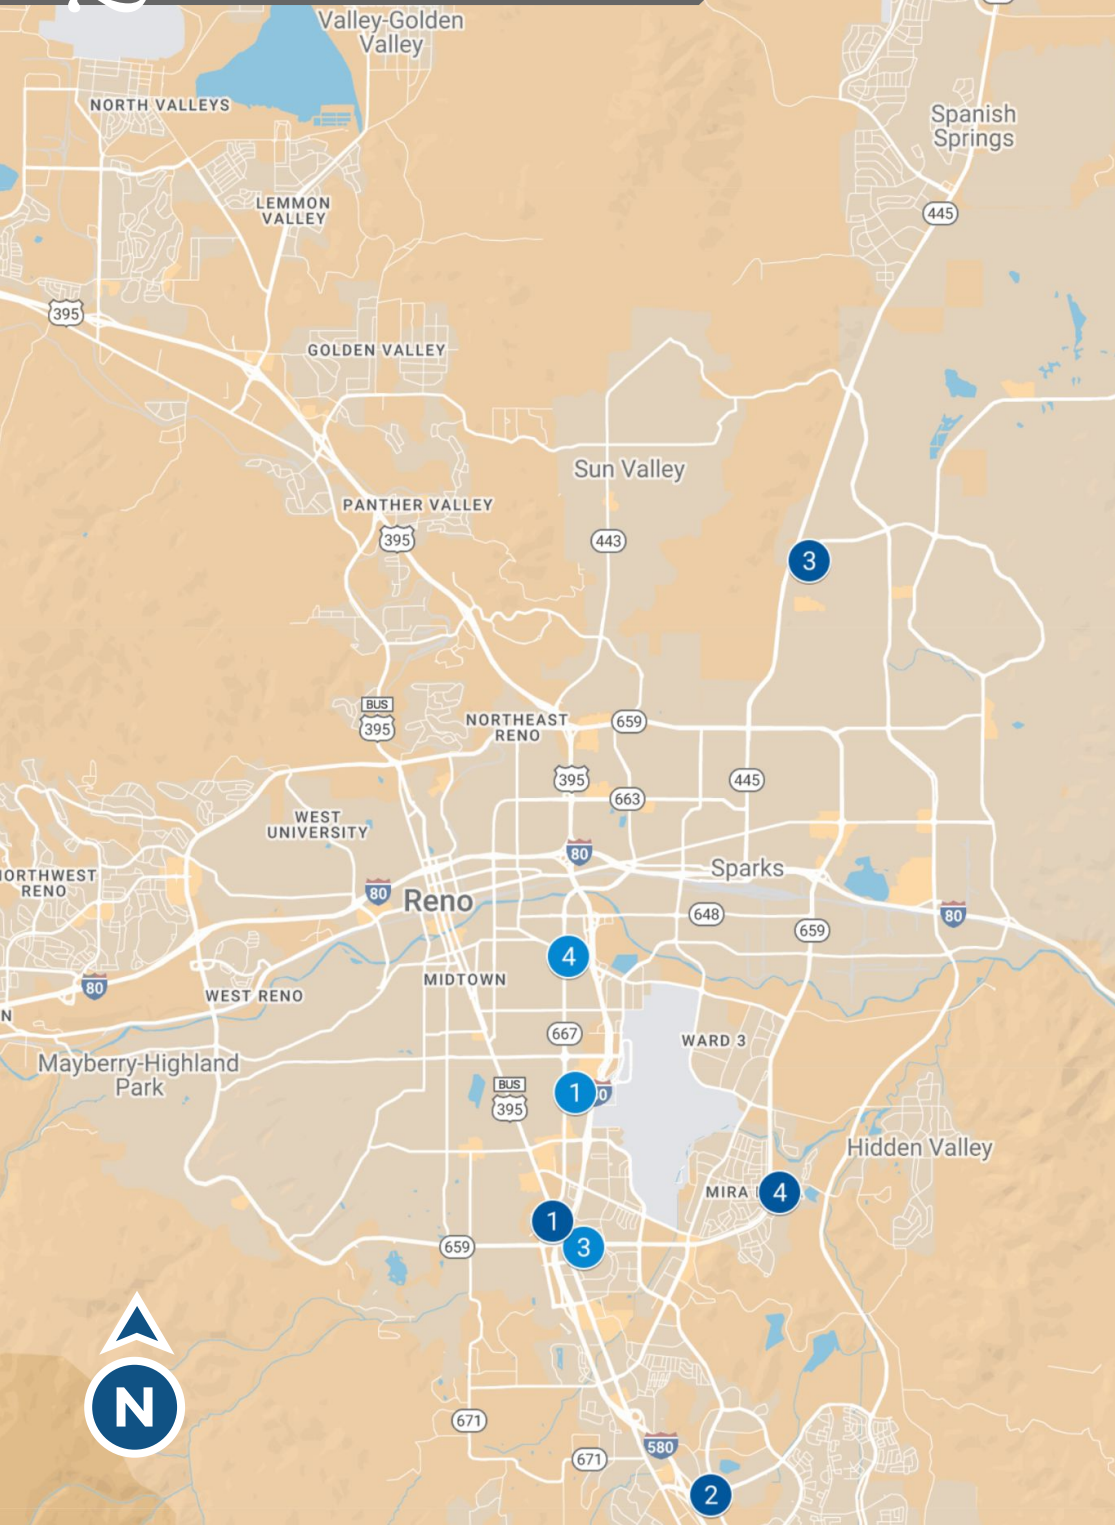 Valley-Golden
Valley
NORTH VALLEYS
Spanish
Springs
LEMMON
VALLEY
445
395
GOLDEN VALLEY
Sun Valley
PANTHER VALLEY
395
443
3
BUS
395
NORTHEAST
RENO
659
395
445
663
WEST
UNIVERSITY
80
Sparks
NORTHWEST
RENO
80
Reno
648
80
659
4
MIDTOWN
80
WEST RENO
N
667
WARD 3
Mayberry-Highland
Park
BUS
395
1
Hidden Valley
MIRA
4
1
3
659
N
671
580
671
2